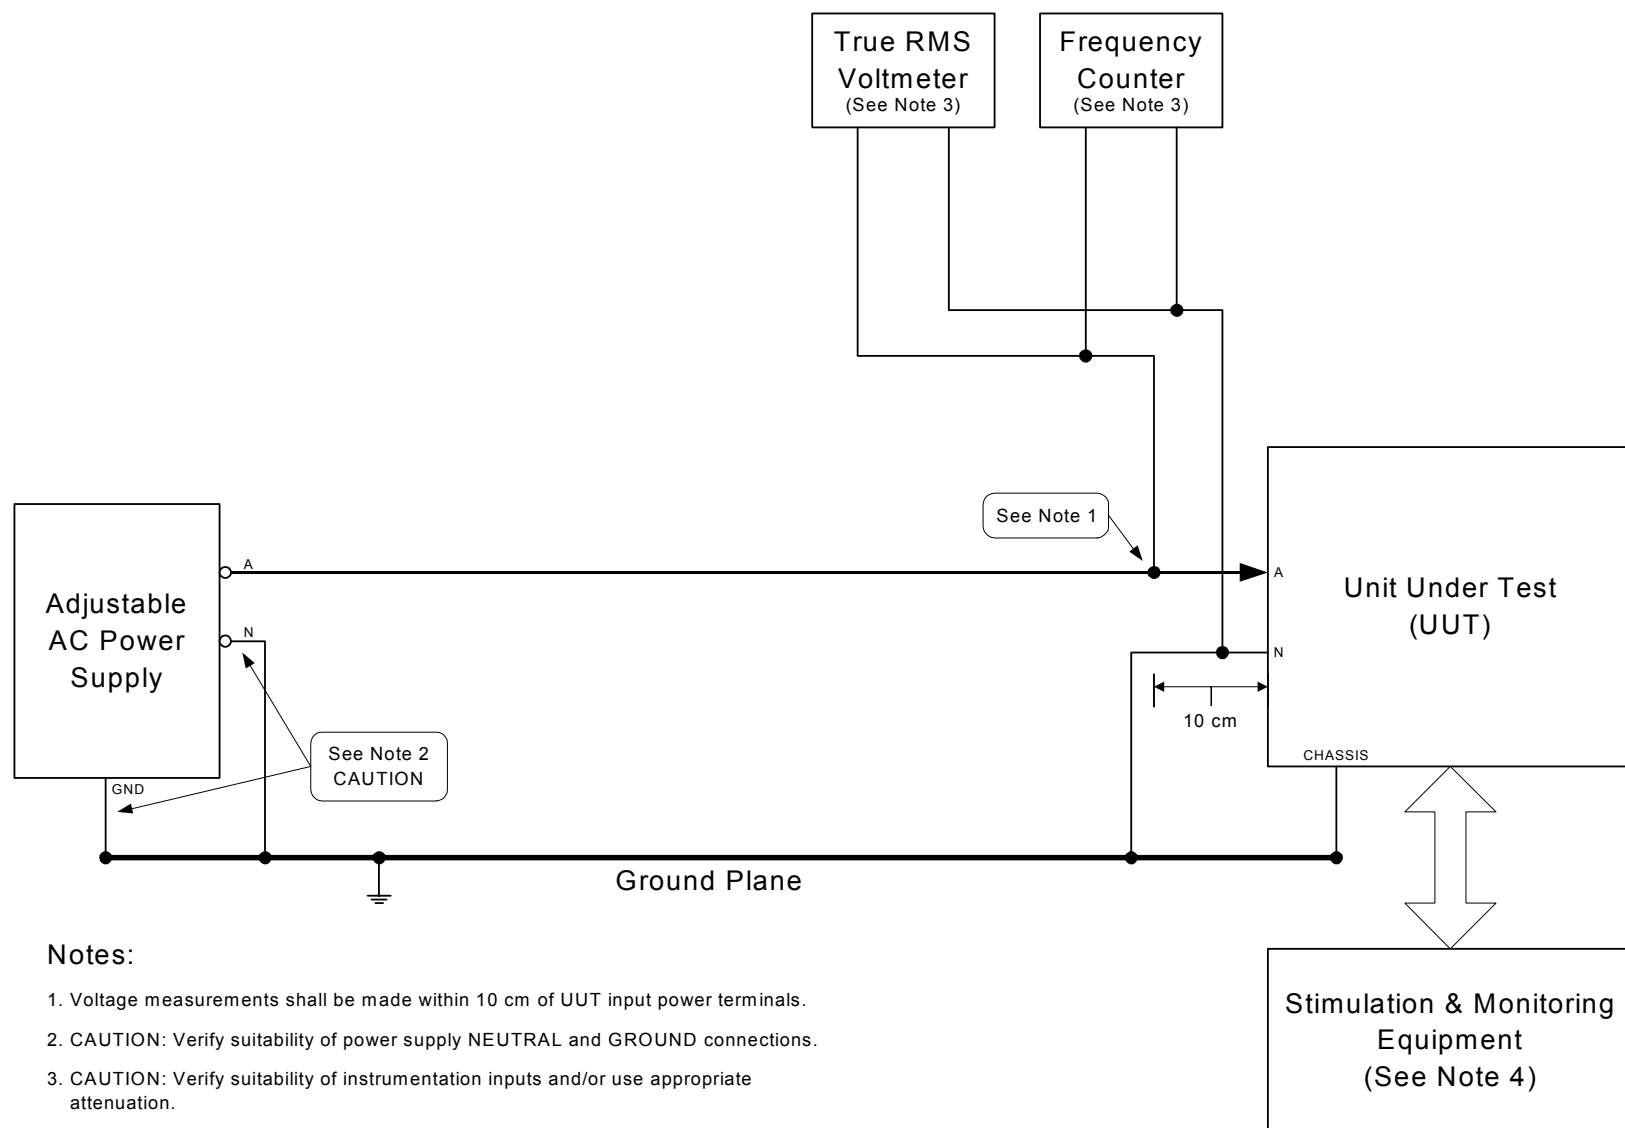 True RMS
Voltmeter
(See Note 3)
Frequency
Counter
(See Note 3)
See Note 1
Adjustable
AC Power
Supply
A
N
GND
See Note 2
CAUTION
A
N
Unit Under Test
(UUT)
10 cm
CHASSIS
Ground Plane
Notes:
1. Voltage measurements shall be made within 10 cm of UUT input power terminals.
2. CAUTION: Verify suitability of power supply NEUTRAL and GROUND connections.
3. CAUTION: Verify suitability of instrumentation inputs and/or use appropriate
attenuation.
Stimulation & Monitoring
Equipment
(See Note 4)